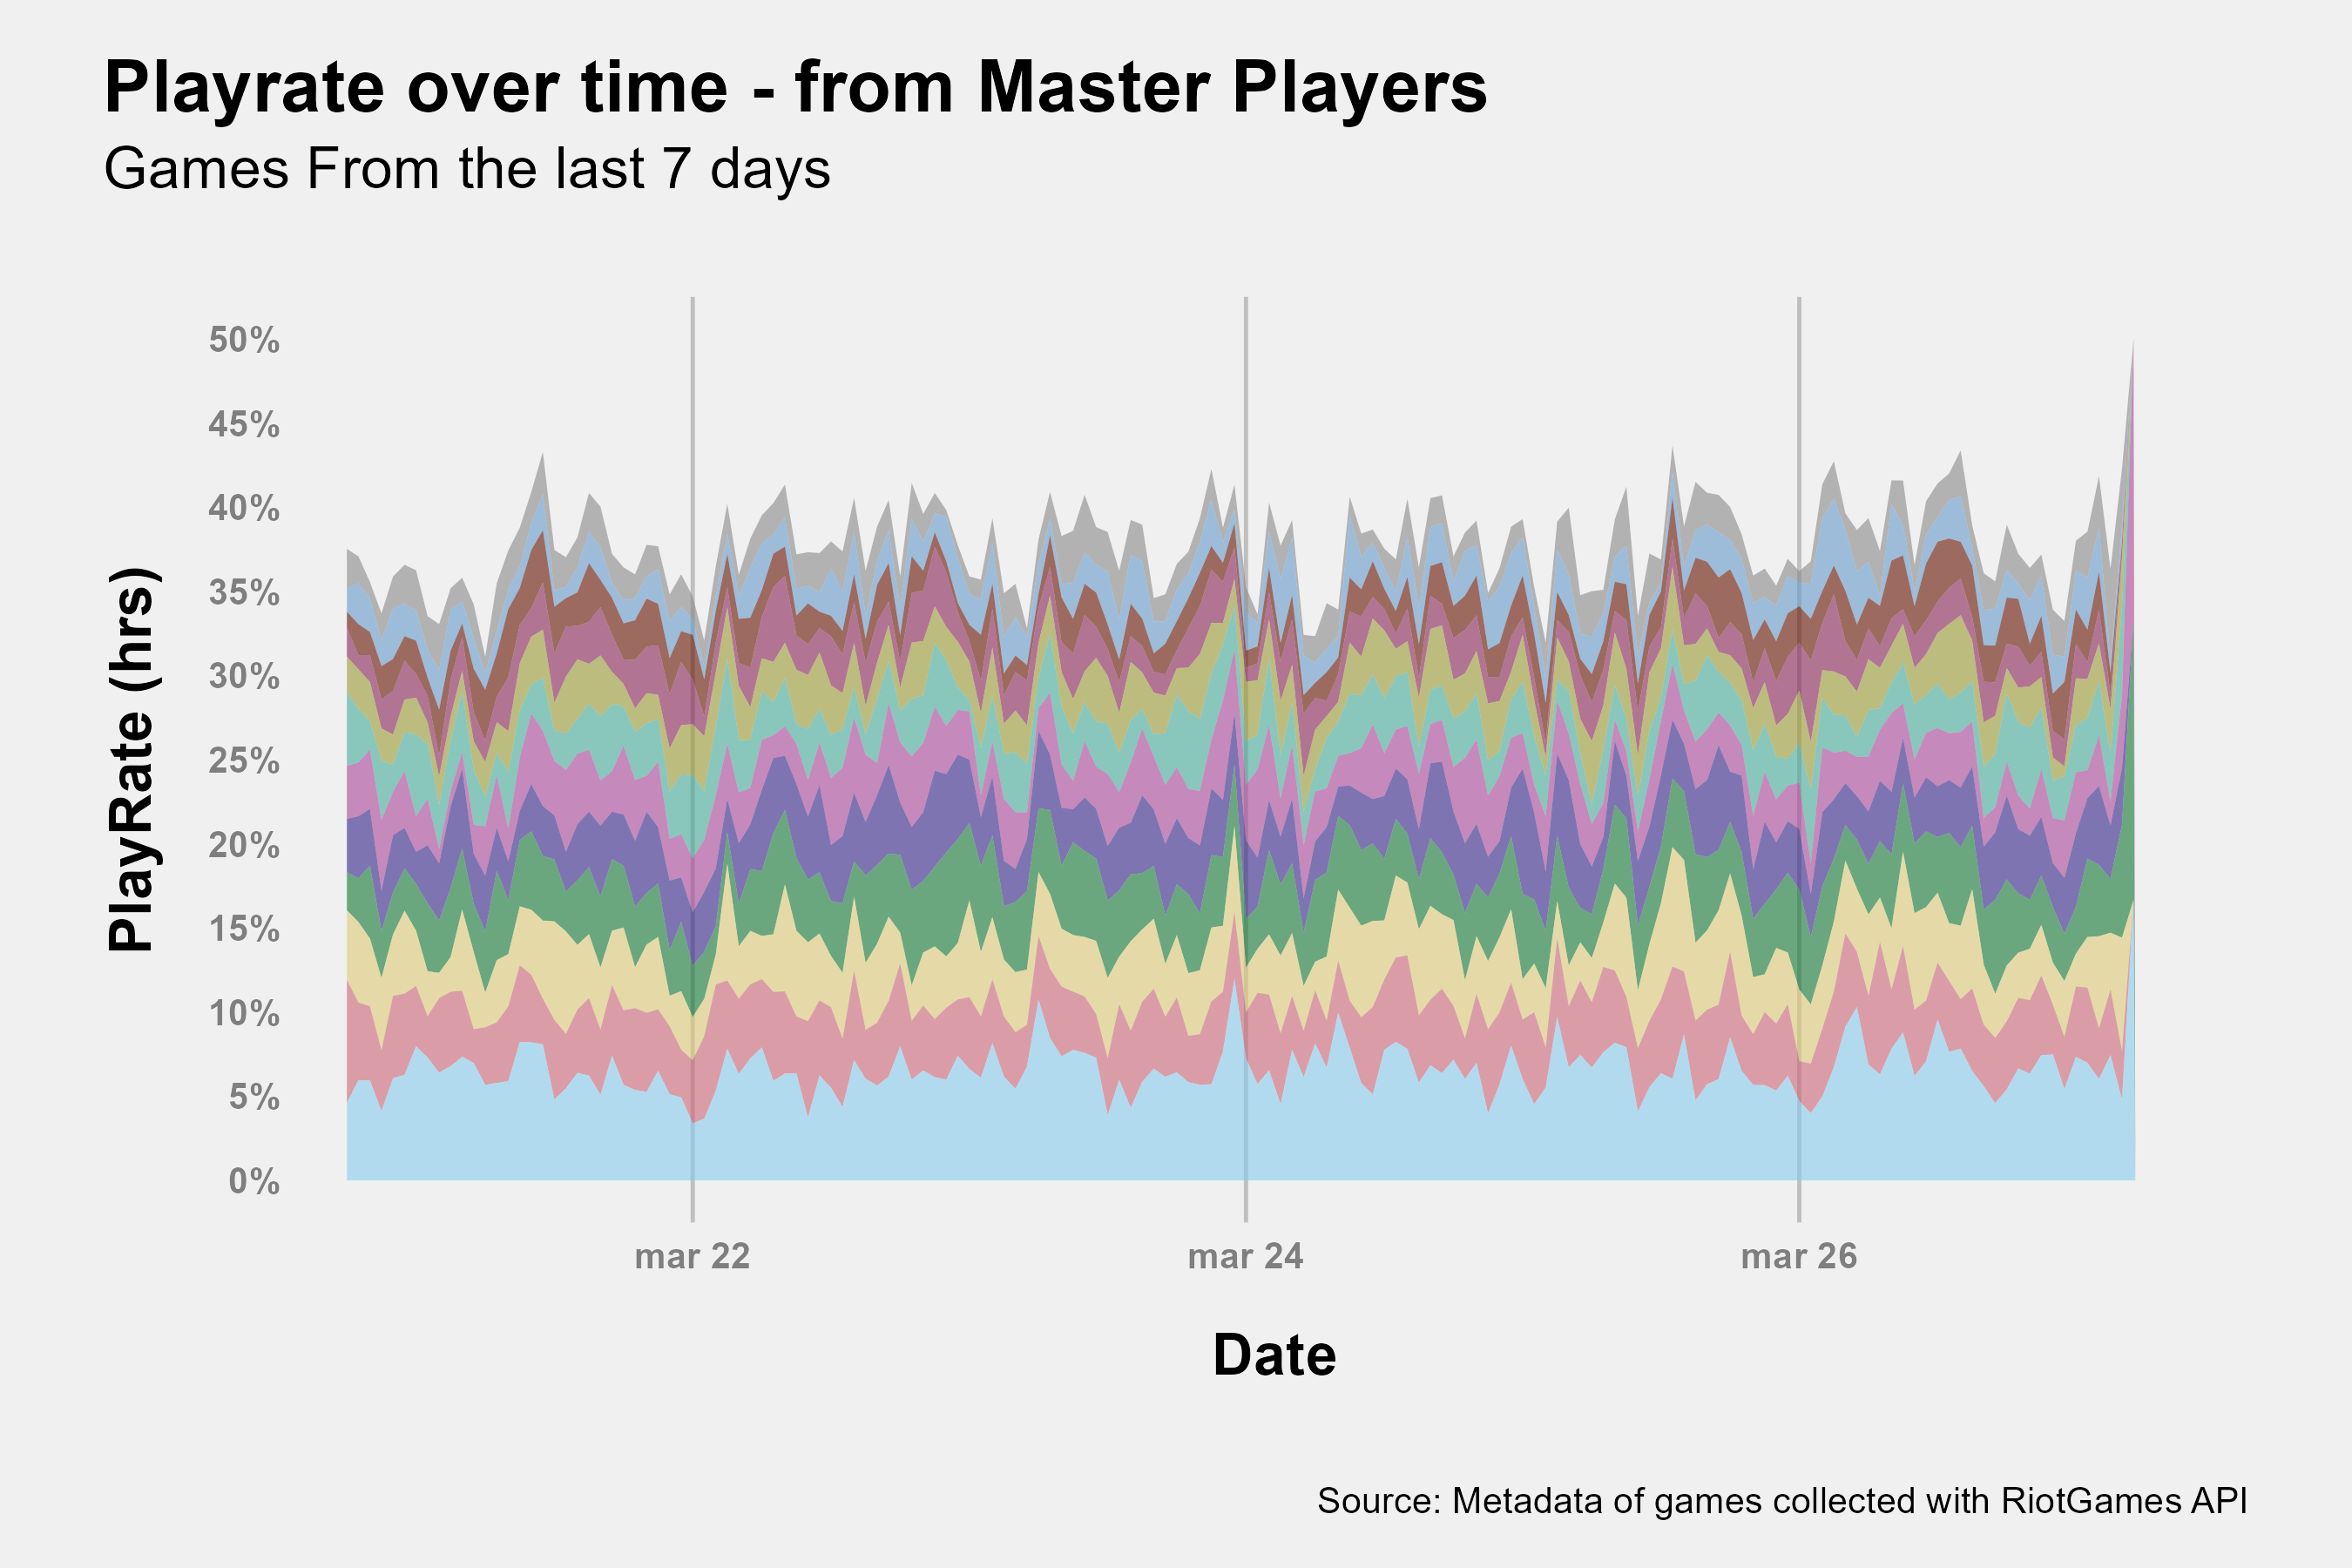 Playrate over time - from Master Players
Games From the last 7 days
PlayRate (hrs)
50%
45%
40%
35%
30%
25%
20%
15%
10%
5%
0%
mar 22
mar 24
mar 26
Date
Source: Metadata of games collected with RiotGames API